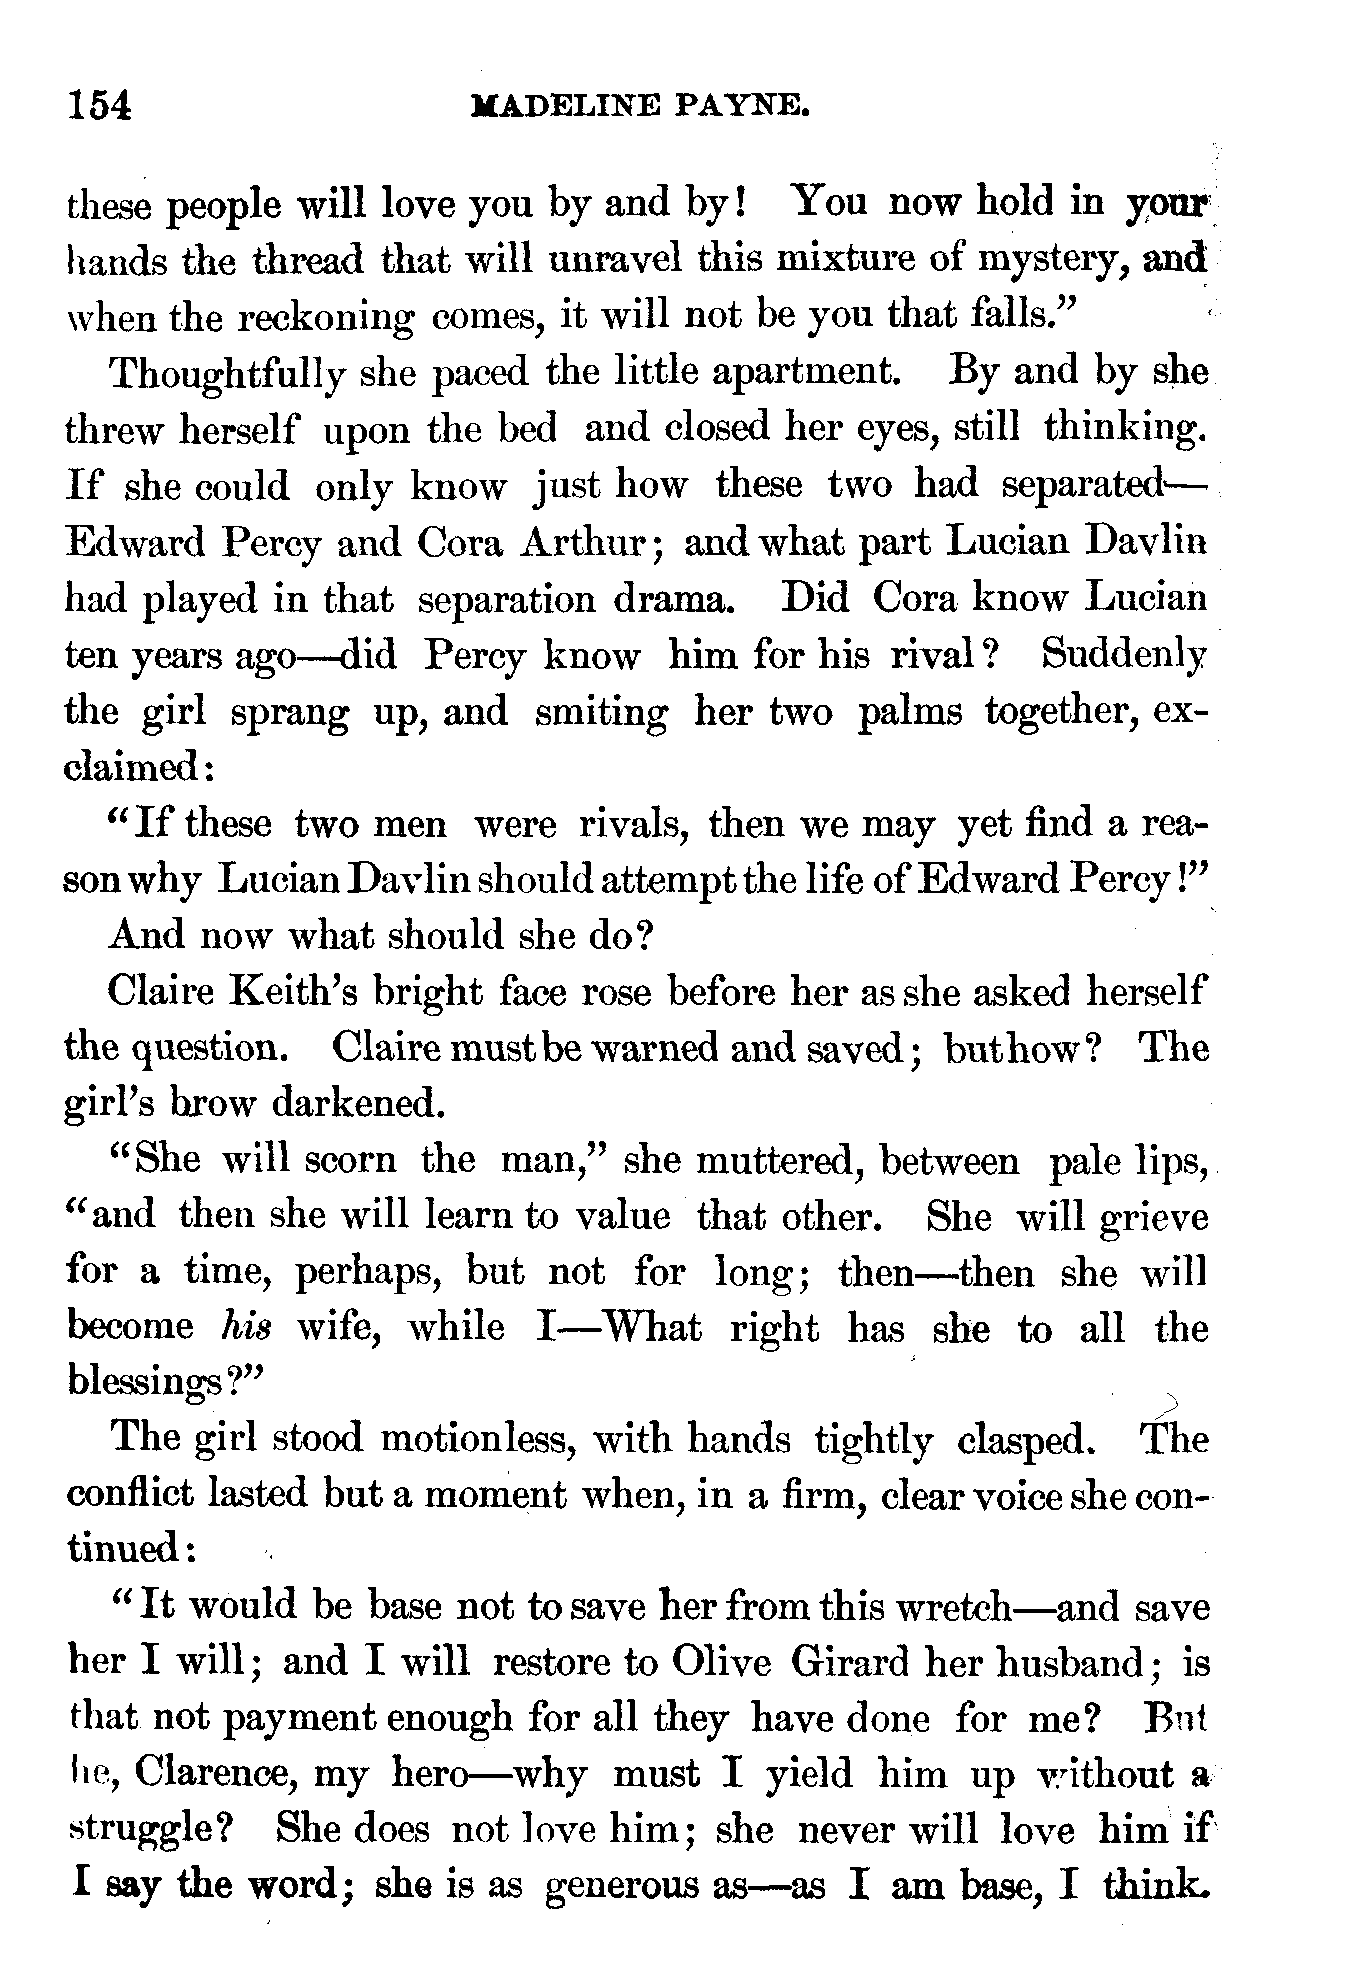 154 MADELINE PAYNE.
these people will love you by and by! You now hold in your
hands the thread that will unravel this mixture of mystery, and
when the reckoning comes, it will not be you that falls.”
Thoughtfully she paced the little apartment. By and by she
threw herself upon the bed and closed her eyes, still thinking.
If she could only know just how these two had separated—
Edward Percy and Cora Arthur; and what part Lucian Davlin
had played in that separation drama. Did Cora know Lucian
ten years ago—did Percy know him for his rival? Suddenly
the girl sprang up, and smiting her two palms together, ex-
claimed:
“If these two men were rivals, then we may yet find a rea-
son why Lucian Davlin should attempt the life of Edward Percy!”
And now what should she do?
Claire Keith’s bright face rose before her as she asked herself
the question. Claire must be warned and saved; but how? The
girl’s brow darkened.
“She will scorn the man,” she muttered, between pale lips,
“and then she will learn to value that other. She will grieve
for a time, perhaps, but not for long; then—then she will
become his wife, while I—What right has she to all the
blessings?”
The girl stood motionless, with hands tightly clasped. The
conflict lasted but a moment when, in a firm, clear voice she con-
tinued:
“It would be base not to save her from this wretch—and save
her I will; and I will restore to Olive Girard her husband; is
that not payment enough for all they have done for me? But
he, Clarence, my hero—why must I yield him up without a
struggle? She does not love him; she never will love him if
I say the word; she is as generous as—as I am base, I think.